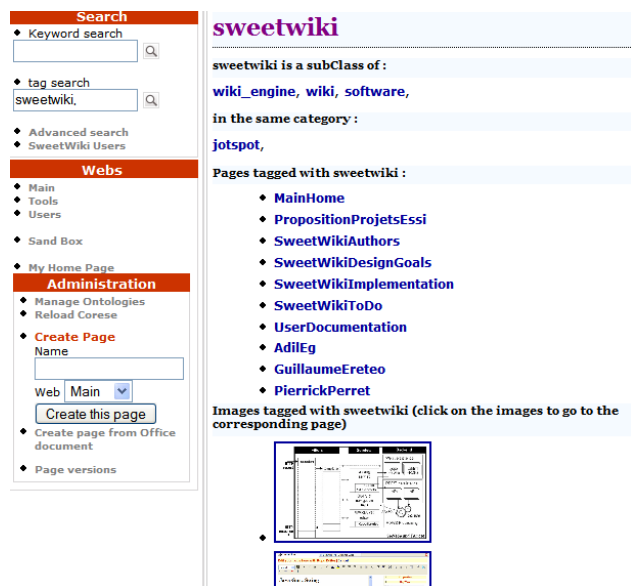 Search
Keyword search
tag search
sweetwiki,
Advanced search
SweetWiki Users
Webs
Main
Tools
Users
Sand Box
My Home Page
Administration
Manage Ontologies
Reload Corese
Create Page
Name
Web Main
Create this page
Create page from Office
document
Page versions
sweetwiki
sweetwiki is a subClass of :
wiki_engine, wiki, software,
in the same category :
jotspot,
Pages tagged with sweetwiki :
MainHome
PropositionProjetsEssi
SweetWikiAuthors
SweetWikiDesignGoals
SweetWikiImplementation
SweetWikiToDo
UserDocumentation
AdilEg
GuillaumeEreteo
PierrickPerret
Images tagged with sweetwiki (click on the images to go to the
corresponding page)